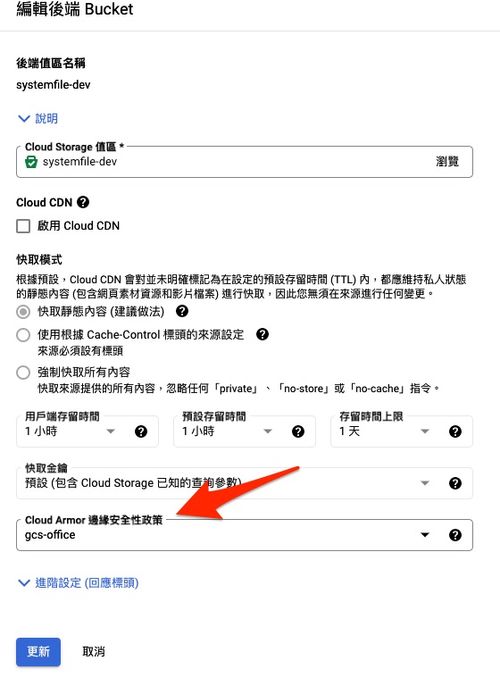 編輯後端 Bucket
後端值區名稱
systemfile-dev
說明
Cloud Storage 值區 *
systemfile-dev
瀏覽
Cloud CDN
啟用 Cloud CDN
快取模式
根據預設，Cloud CDN 會對並未明確標記為在設定的預設存留時間 (TTL) 內，都應維持私人狀態
的靜態內容 (包含網頁素材資源和影片檔案) 進行快取，因此您無須在來源進行任何變更。
快取靜態內容 (建議做法)
使用根據 Cache-Control 標頭的來源設定
來源必須設有標頭
強制快取所有內容
快取來源提供的所有內容，忽略任何「private」、「no-store」或「no-cache」指令。
用戶端存留時間
1 小時
預設存留時間
1 小時
存留時間上限
1 天
快取金鑰
預設 (包含 Cloud Storage 已知的查詢參數)
Cloud Armor 邊緣安全性政策
gcs-office
進階設定 (回應標頭)
更新
取消